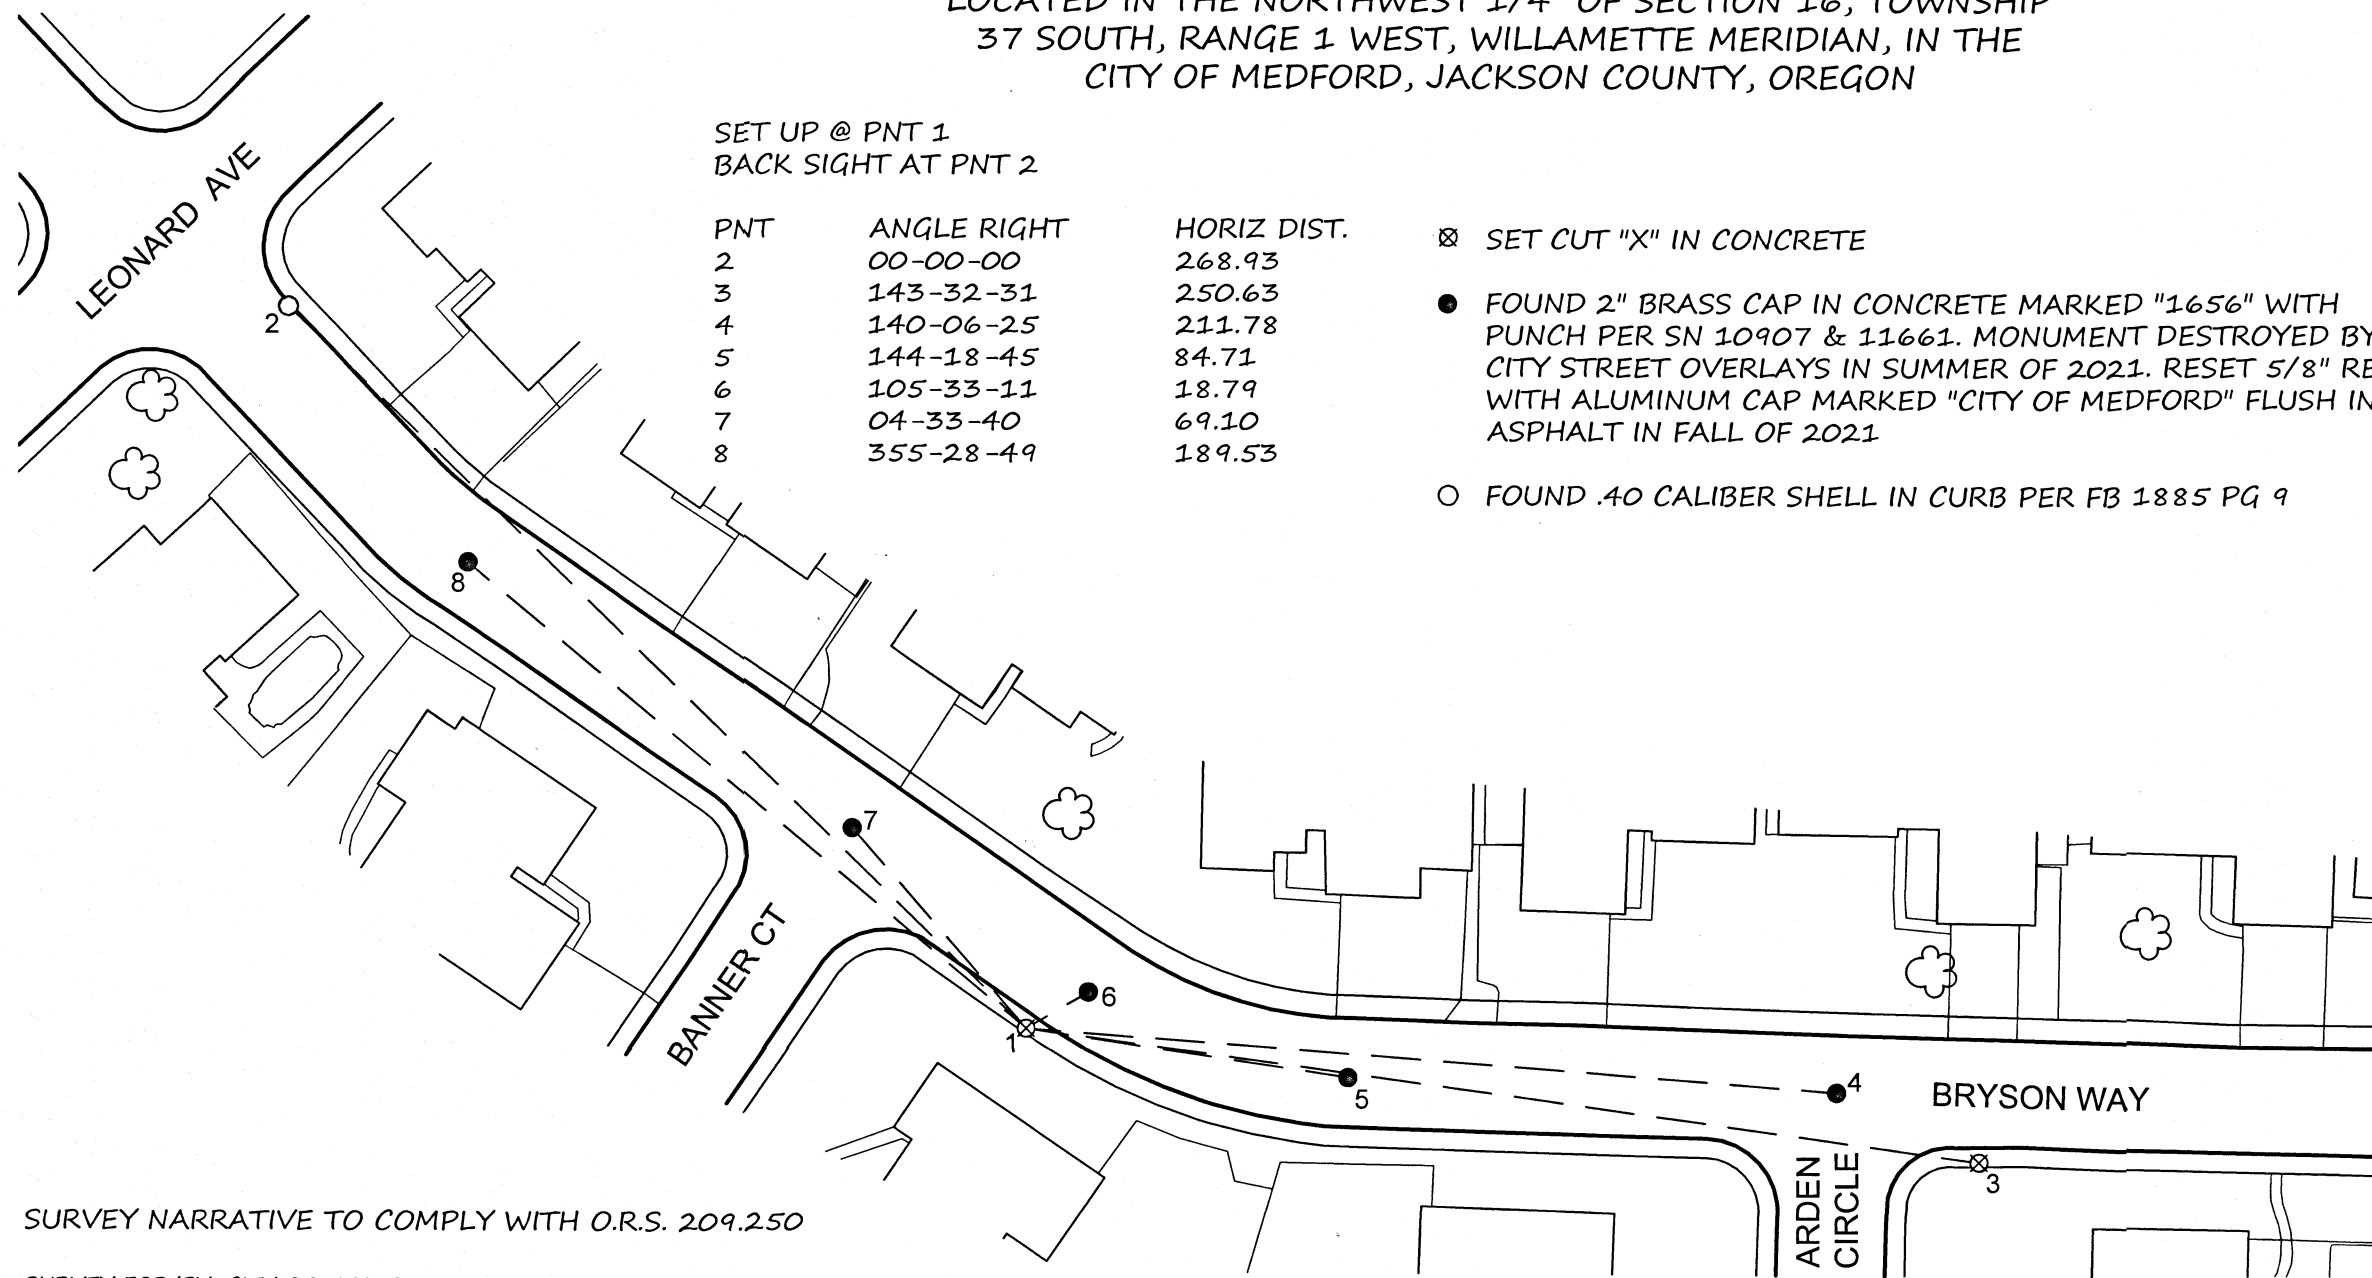 LOCATED IN THE NORTHWEST 1/4 OF SECTION 16, TOWNSHIP
37 SOUTH, RANGE 1 WEST, WILLAMETTE MERIDIAN, IN THE
CITY OF MEDFORD, JACKSON COUNTY, OREGON
SET UP @ PNT 1
BACK SIGHT AT PNT 2
PNT ANGLE RIGHT HORIZ DIST.
2 00-00-00 268.93
3 143-32-31 250.63
4 140-06-25 211.78
5 144-18-45 84.71
6 105-33-11 18.79
7 04-33-40 69.10
8 355-28-49 189.53
SET CUT "X" IN CONCRETE
FOUND 2" BRASS CAP IN CONCRETE MARKED "1656" WITH
PUNCH PER SN 10907 & 11661. MONUMENT DESTROYED BY
CITY STREET OVERLAYS IN SUMMER OF 2021. RESET 5/8"
WITH ALUMINUM CAP MARKED "CITY OF MEDFORD" FLUSH IN
ASPHALT IN FALL OF 2021
FOUND .40 CALIBER SHELL IN CURB PER FB 1885 PG 9
LEONARD AVE
2
8
7
6
1
5
4
3
BANNER CT
BRYSON WAY
ARDEN
CIRCLE
SURVEY NARRATIVE TO COMPLY WITH O.R.S. 209.250